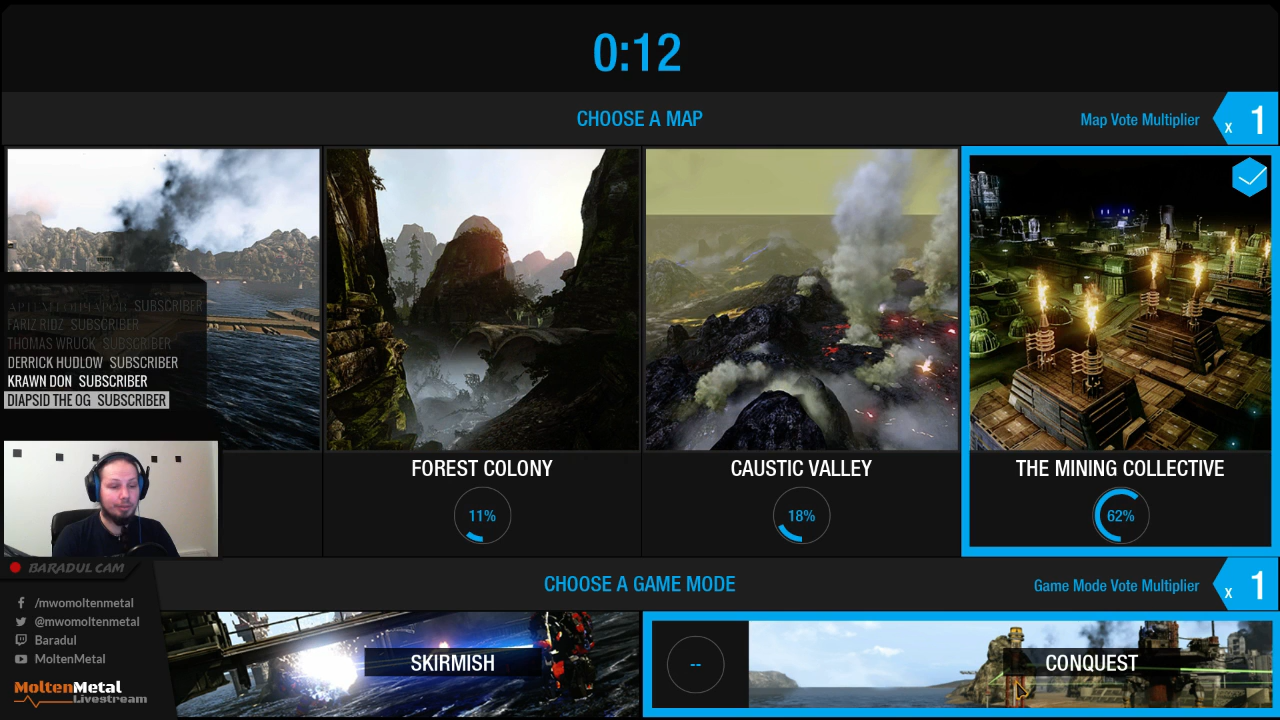 0:12
CHOOSE A MAP
Map Vote Multiplier
x 1
SUBSCRIBER
FARIZ RIDZ SUBSCRIBER
THOMAS WRUCK SUBSCRIBER
DERRICK HUDLOW SUBSCRIBER
KRAWN DON SUBSCRIBER
DIAPSID THE OG SUBSCRIBER
FOREST COLONY
11%
CAUSTIC VALLEY
18%
THE MINING COLLECTIVE
62%
BARADUL CAM
CHOOSE A GAME MODE
Game Mode Vote Multiplier
x 1
/mwomoltenmetal
@mwomoltenmetal
Baradul
MoltenMetal
MoltenMetal
Livestream
SKIRMISH
--
CONQUEST